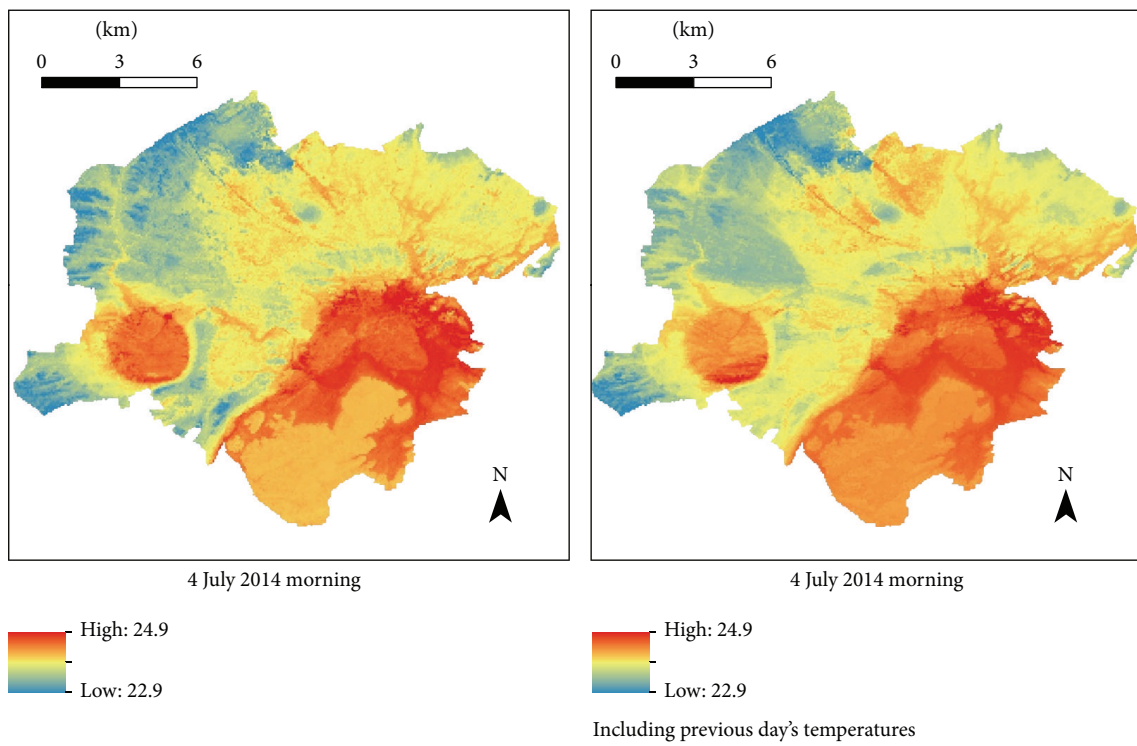 (km)
0 3 6
N
4 July 2014 morning
High: 24.9
Low: 22.9
(km)
0 3 6
N
4 July 2014 morning
High: 24.9
Low: 22.9
Including previous day's temperatures